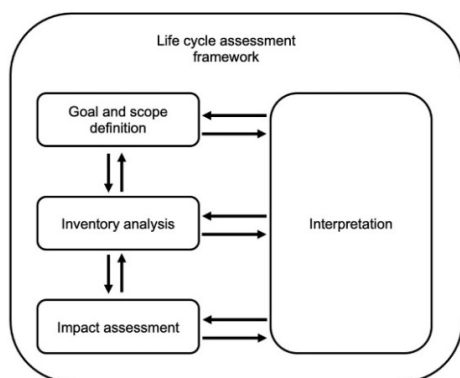 Life cycle assessment
framework
Goal and scope
definition
Inventory analysis
Interpretation
Impact assessment